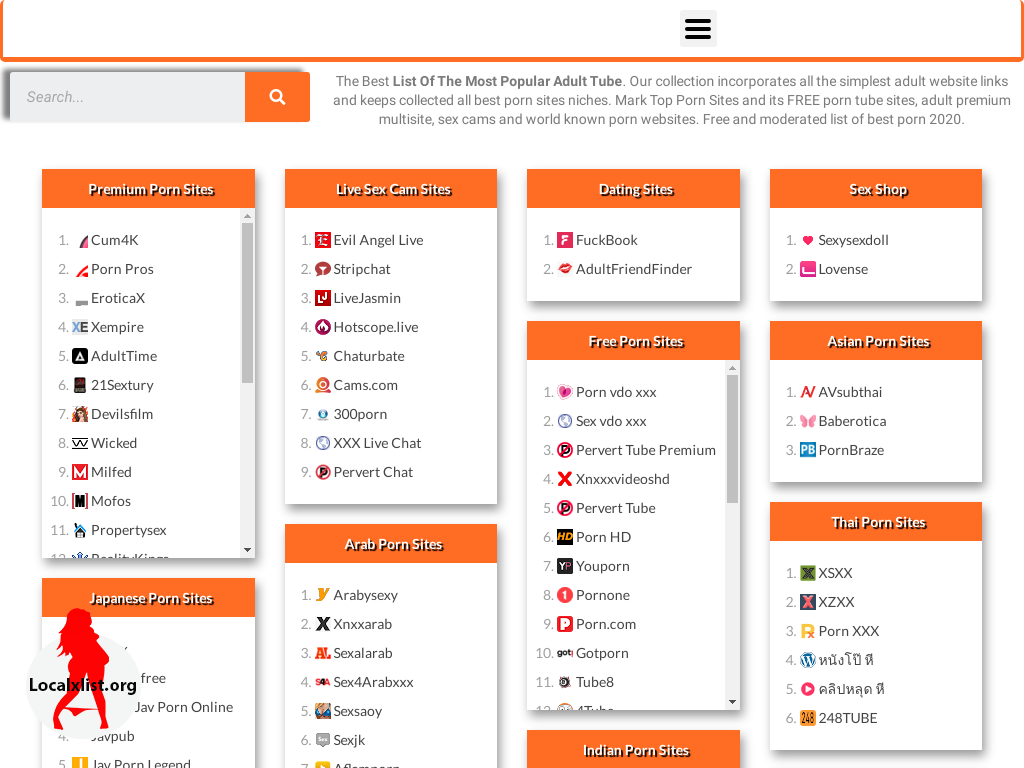 Search...
The Best List Of The Most Popular Adult Tube. Our collection incorporates all the simplest adult website links
and keeps collected all best porn sites niches. Mark Top Porn Sites and its FREE porn tube sites, adult premium
multisite, sex cams and world known porn websites. Free and moderated list of best porn 2020.
Premium Porn Sites
1. Cum4K
2. Porn Pros
3. EroticaX
4. Xempire
5. AdultTime
6. 21Sextury
7. Devilsfilm
8. Wicked
9. Milfed
10. Mofos
11. Propertysex
12. RealityKings
Japanese Porn Sites
free
Jav Porn Online
4. Javpub
5. Jav Porn Legend
Localxlist.org
Live Sex Cam Sites
1. Evil Angel Live
2. Stripchat
3. LiveJasmin
4. Hotscope.live
5. Chaturbate
6. Cams.com
7. 300porn
8. XXX Live Chat
9. Pervert Chat
Arab Porn Sites
1. Arabysexy
2. Xnxxarab
3. Sexalarab
4. Sex4Arabxxx
5. Sexsaoy
6. Sexjk
7. Aflamporn
Dating Sites
1. FuckBook
2. AdultFriendFinder
Free Porn Sites
1. Porn vdo xxx
2. Sex vdo xxx
3. Pervert Tube Premium
4. Xnxxxvideoshd
5. Pervert Tube
6. Porn HD
7. Youporn
8. Pornone
9. Porn.com
10. Gotporn
11. Tube8
12. 4Tube
Indian Porn Sites
Sex Shop
1. Sexysexdoll
2. Lovense
Asian Porn Sites
1. AVsubthai
2. Baberotica
3. PornBraze
Thai Porn Sites
1. XSXX
2. XZXX
3. Porn XXX
4. หนังโป๊ หี
5. คลิปหลุด หี
6. 248TUBE